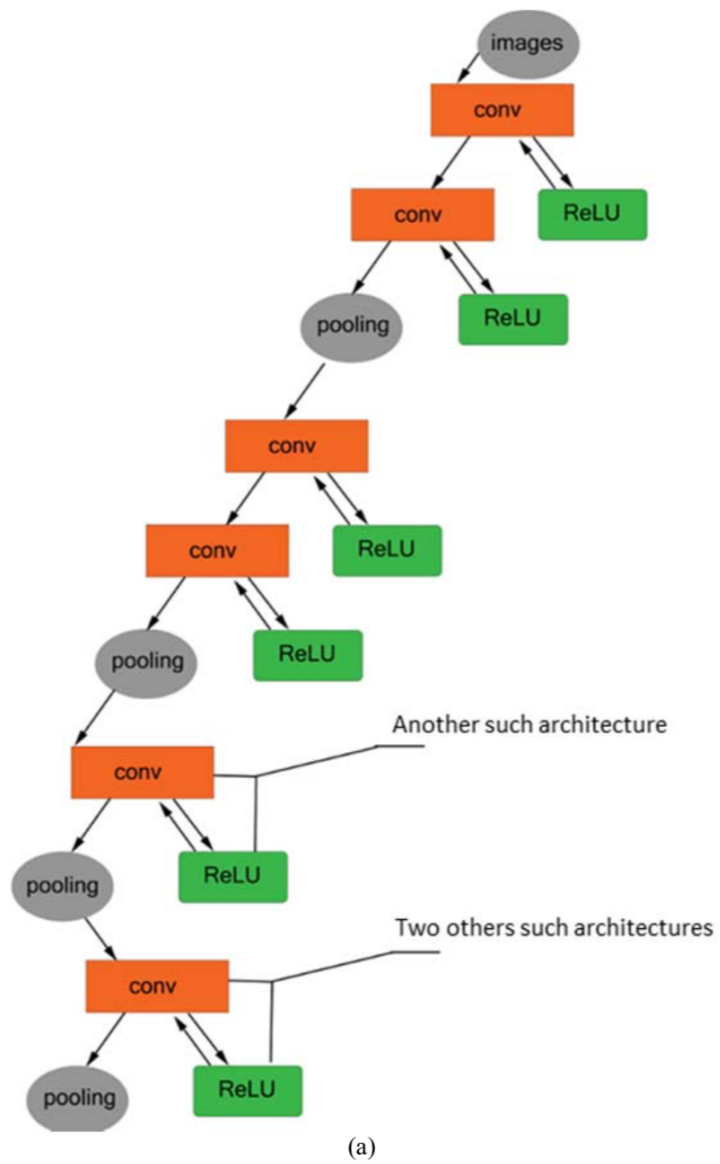 images
conv
conv
ReLU
pooling
ReLU
conv
conv
ReLU
pooling
ReLU
Another such architecture
conv
pooling
ReLU
Two others such architectures
conv
pooling
ReLU
(a)